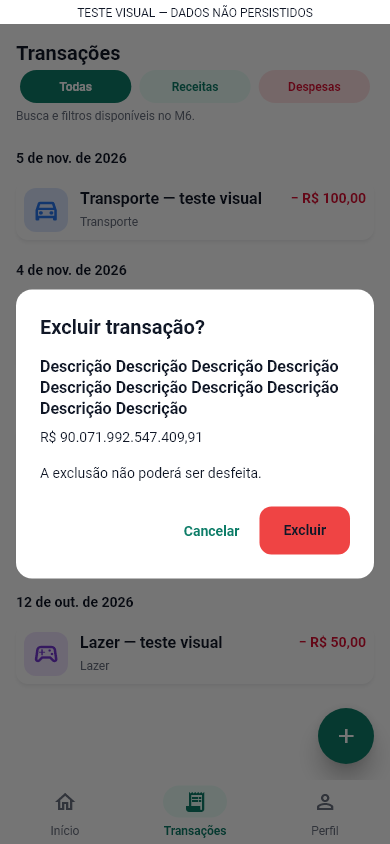 TESTE VISUAL — DADOS NÃO PERSISTIDOS
Transações
Todas
Receitas
Despesas
Busca e filtros disponíveis no M6.
5 de nov. de 2026
Transporte — teste visual
− R$ 100,00
Transporte
4 de nov. de 2026
Excluir transação?
Descrição Descrição Descrição Descrição
Descrição Descrição Descrição Descrição
Descrição Descrição
R$ 90.071.992.547.409,91
A exclusão não poderá ser desfeita.
Cancelar
Excluir
12 de out. de 2026
Lazer — teste visual
− R$ 50,00
Lazer
Início
Transações
Perfil